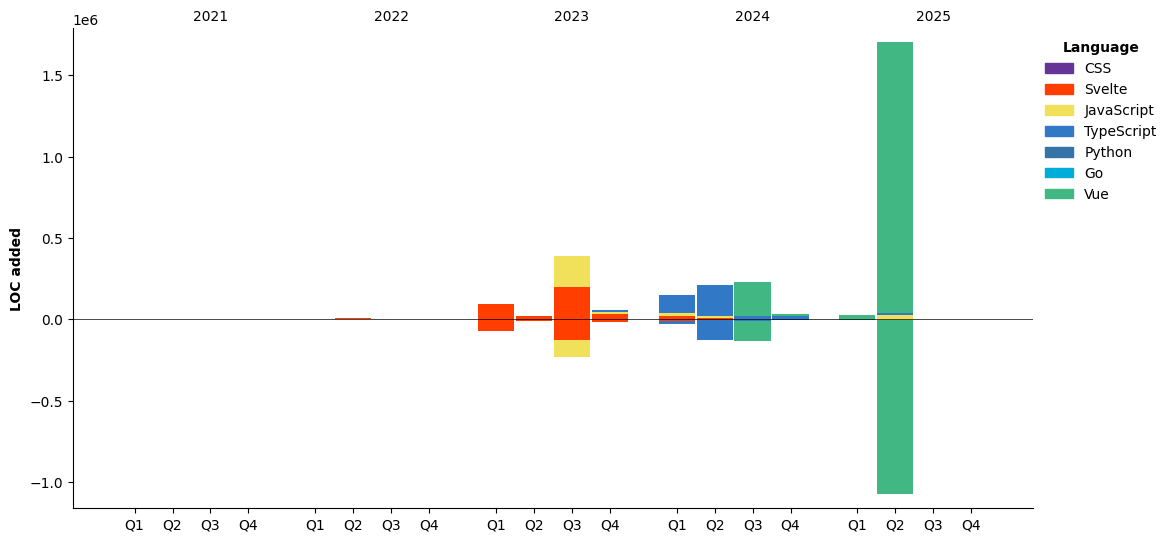 1e6
2021 2022 2023 2024 2025
Language
CSS
Svelte
JavaScript
TypeScript
Python
Go
Vue
LOC added
1.5
1.0
0.5
0.0
−0.5
−1.0
Q1 Q2 Q3 Q4 Q1 Q2 Q3 Q4 Q1 Q2 Q3 Q4 Q1 Q2 Q3 Q4 Q1 Q2 Q3 Q4